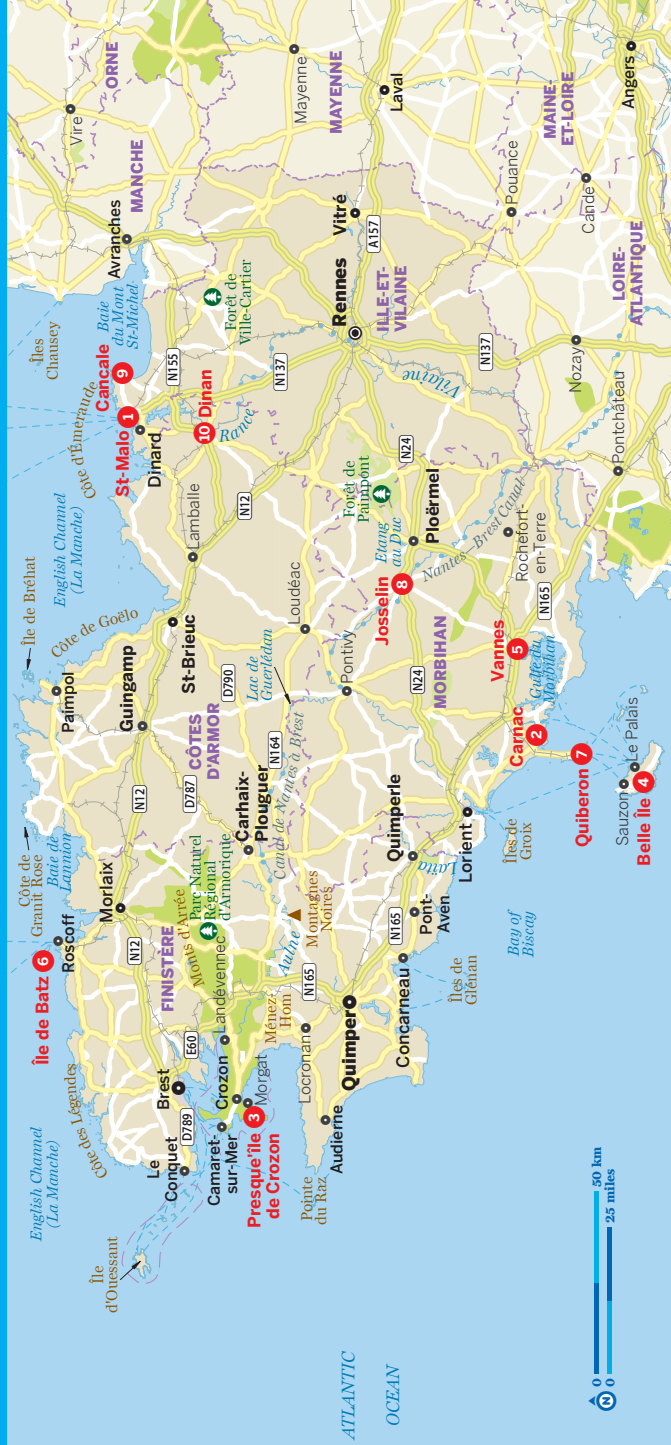 ATLANTIC
OCEAN
English Channel
(La Manche)
Île
d'Ouessant
Côte des Légendes
Le
Conquet
D789
Brest
E60
Camaret-
sur-Mer
Crozon
Morgat
3
Presqu'île
de Crozon
Landévennec
Pointe
du Raz
Audierne
Locronan
Ménez-
Hom
Quimper
N165
Concarneau
Îles de
Glénan
Bay of
Biscay
Île de Batz
6
Roscoff
FINISTÈRE
N12
Morlaix
Monts d'Arrée
Parc Naturel
Régional
d'Armorique
Aulne
Montagnes
Noires
N165
Pont-
Aven
Quimperlé
Laïta
Lorient
Îles de
Groix
Côte de
Granit Rose
Baie de
Lannion
N12
D787
Carhaix-
Plouguer
Canal de Nantes à Brest
N164
CÔTES
D'ARMOR
Guingamp
Paimpol
Île de Bréhat
Côte de Goëlo
English Channel
(La Manche)
St-Brieuc
D790
Lac de
Guerlédan
Loudéac
Pontivy
N24
MORBIHAN
Carnac
2
Quiberon
7
Sauzon
Le Palais
4
Belle Île
Vannes
5
Golfe du
Morbihan
N165
Rochefort-
en-Terre
Josselin
8
Nantes–Brest Canal
Ploërmel
Etang
au Duc
Forêt de
Paimpont
N24
Lamballe
N12
Côte d'Émeraude
St-Malo
1
Dinard
Cancale
9
10
Dinan
Rance
N155
N137
Îles
Chausey
Baie
du Mont
St-Michel
Forêt de
Ville-Cartier
Avranches
MANCHE
Vire
ORNE
Rennes
ILLE-ET-
VILAINE
Vilaine
N137
Vitré
A157
Mayenne
MAYENNE
Laval
Pouance
MAINE-
ET-LOIRE
Cande
Angers
LOIRE-
ATLANTIQUE
Nozay
Pontchâteau
N
0
50 km
0
25 miles